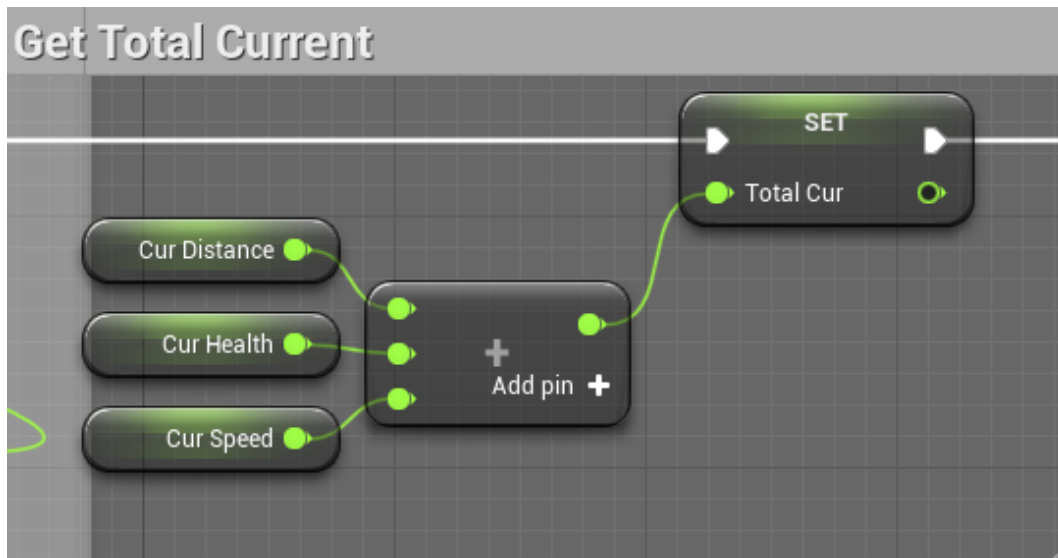 Get Total Current
SET
Total Cur
Cur Distance
Cur Health
Add pin
Cur Speed